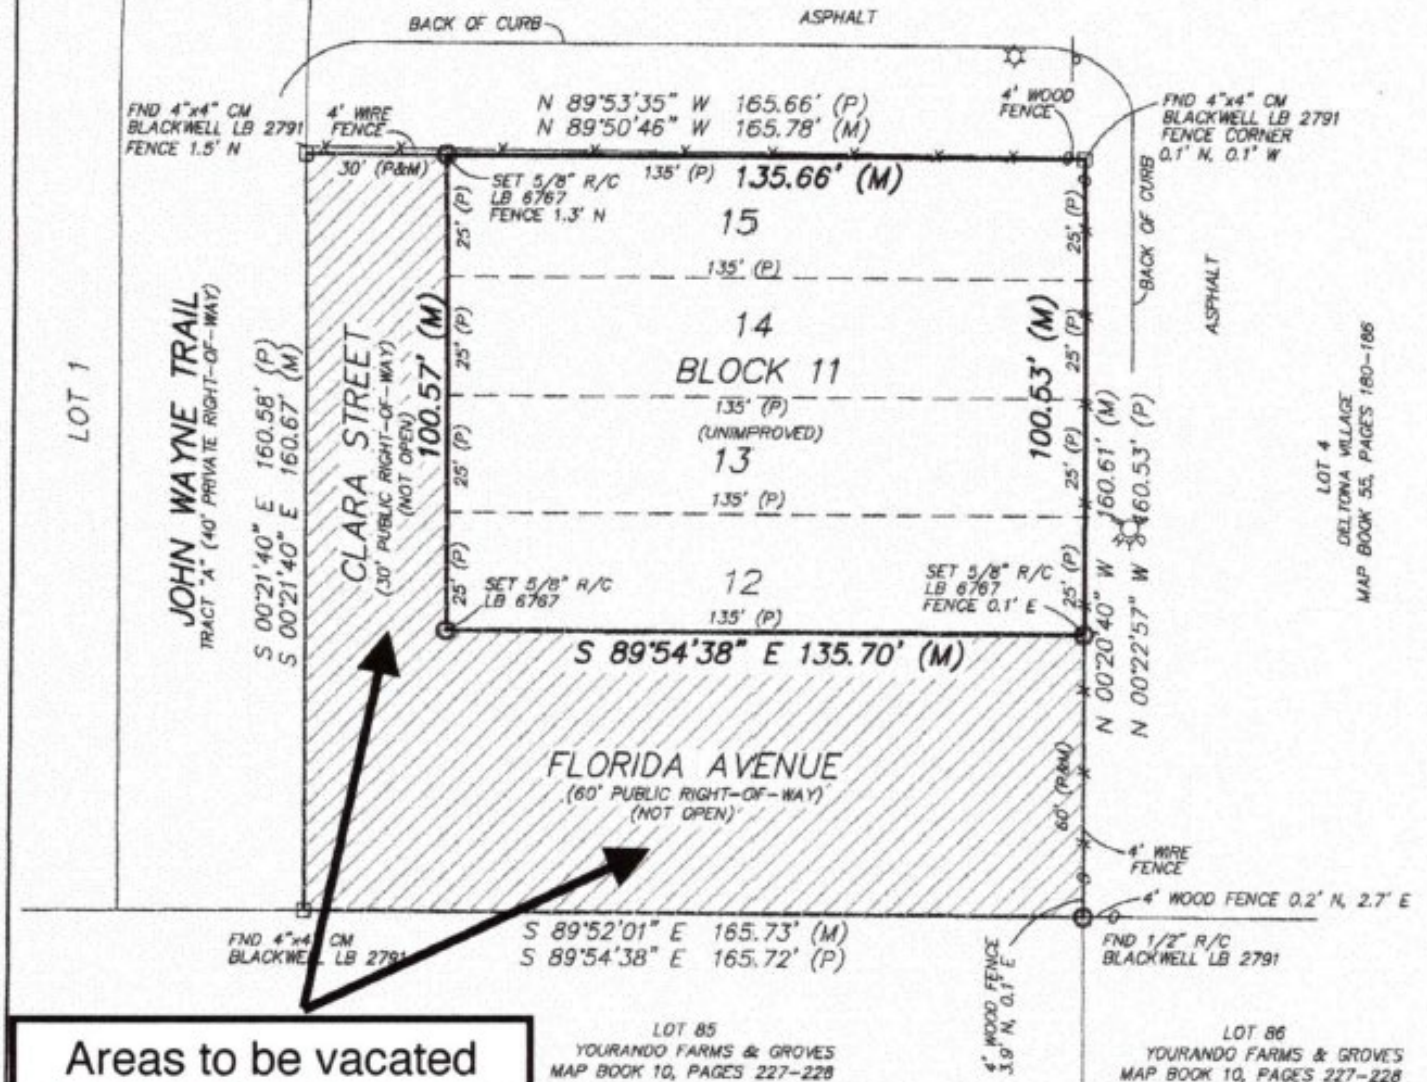 BACK OF CURB
ASPHALT
FND 4"x4" CM
BLACKWELL LB 2791
FENCE 1.5' N
4' WIRE
FENCE
N 89°53'35" W 165.66' (P)
N 89°50'46" W 165.78' (M)
4' WOOD
FENCE
FND 4"x4" CM
BLACKWELL LB 2791
FENCE CORNER
0.1' N, 0.1' W
30' (P&M)
SET 5/8" R/C
LB 6767
FENCE 1.3' N
135' (P)
135.66' (M)
25' (P)
15
25' (P)
BACK OF CURB
135' (P)
ASPHALT
LOT 1
JOHN WAYNE TRAIL
TRACT "A" (40' PRIVATE RIGHT-OF-WAY)
S 00°21'40" E 160.58' (P)
S 00°21'40" E 160.67' (M)
CLARA STREET
(30' PUBLIC RIGHT-OF-WAY)
(NOT OPEN)
100.57' (M)
25' (P)
14
BLOCK 11
135' (P)
(UNIMPROVED)
100.53' (M)
25' (P)
25' (P)
13
135' (P)
25' (P)
N 00°20'40" W 160.61' (M)
N 00°22'57" W 160.53' (P)
LOT 4
DELTONA VILLAGE
MAP BOOK 55, PAGES 180-186
25' (P)
SET 5/8" R/C
LB 6767
12
135' (P)
SET 5/8" R/C
LB 6767
FENCE 0.1' E
25' (P)
S 89°54'38" E 135.70' (M)
FLORIDA AVENUE
(60' PUBLIC RIGHT-OF-WAY)
(NOT OPEN)
60' (P&M)
4' WIRE
FENCE
4' WOOD FENCE 0.2' N, 2.7' E
FND 4"x4" CM
BLACKWELL LB 2791
S 89°52'01" E 165.73' (M)
S 89°54'38" E 165.72' (P)
4' WOOD FENCE
3.9' N, 0.1' E
FND 1/2" R/C
BLACKWELL LB 2791
Areas to be vacated
LOT 85
YOURANDO FARMS & GROVES
MAP BOOK 10, PAGES 227-228
LOT 86
YOURANDO FARMS & GROVES
MAP BOOK 10, PAGES 227-228